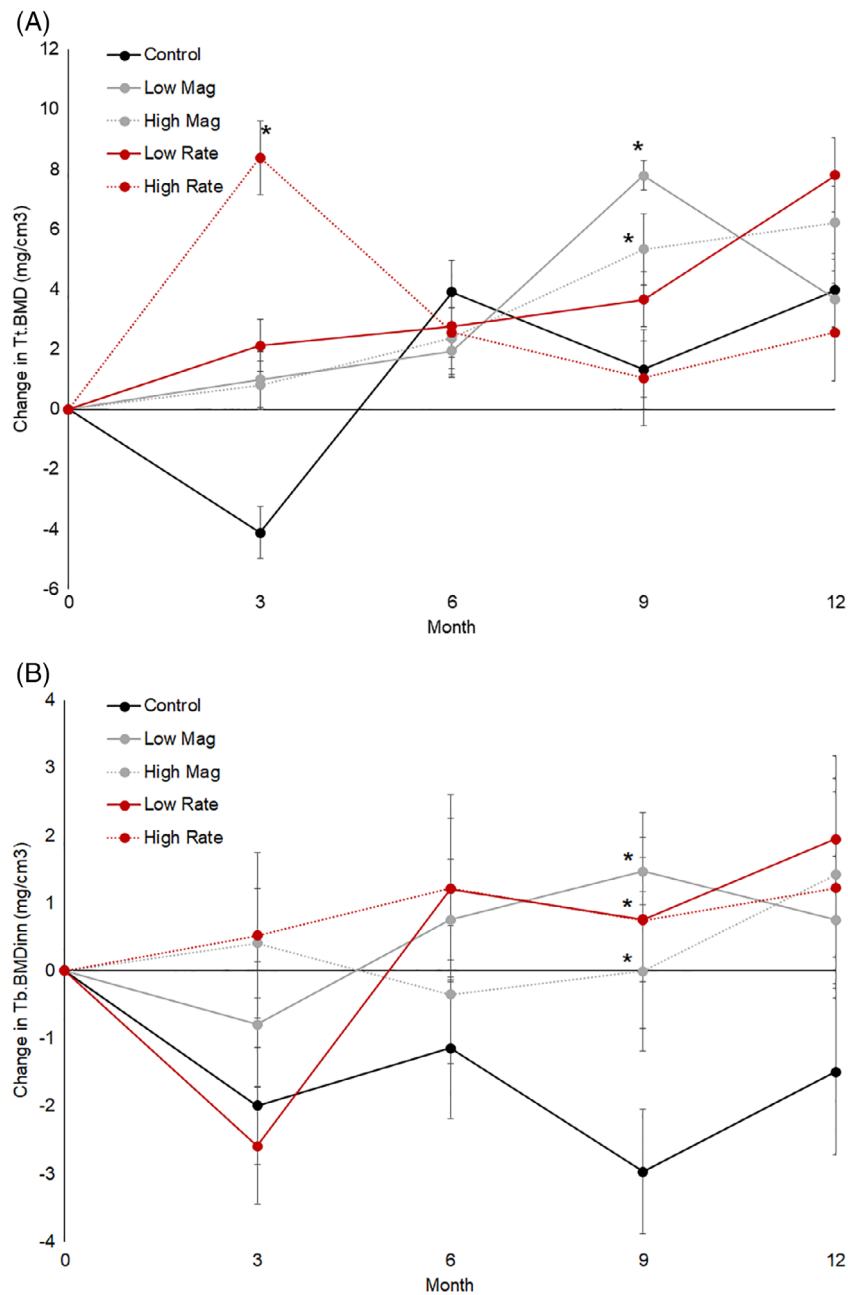 (A)
Change in Tt.BMD (mg/cm3)
12
10
8
6
4
2
0
-2
-4
-6
Control
Low Mag
High Mag
Low Rate
High Rate
*
*
*
0 3 6 9 12
Month
(B)
Change in Tb.BMDinn (mg/cm3)
4
3
2
1
0
-1
-2
-3
-4
Control
Low Mag
High Mag
Low Rate
High Rate
*
*
*
0 3 6 9 12
Month